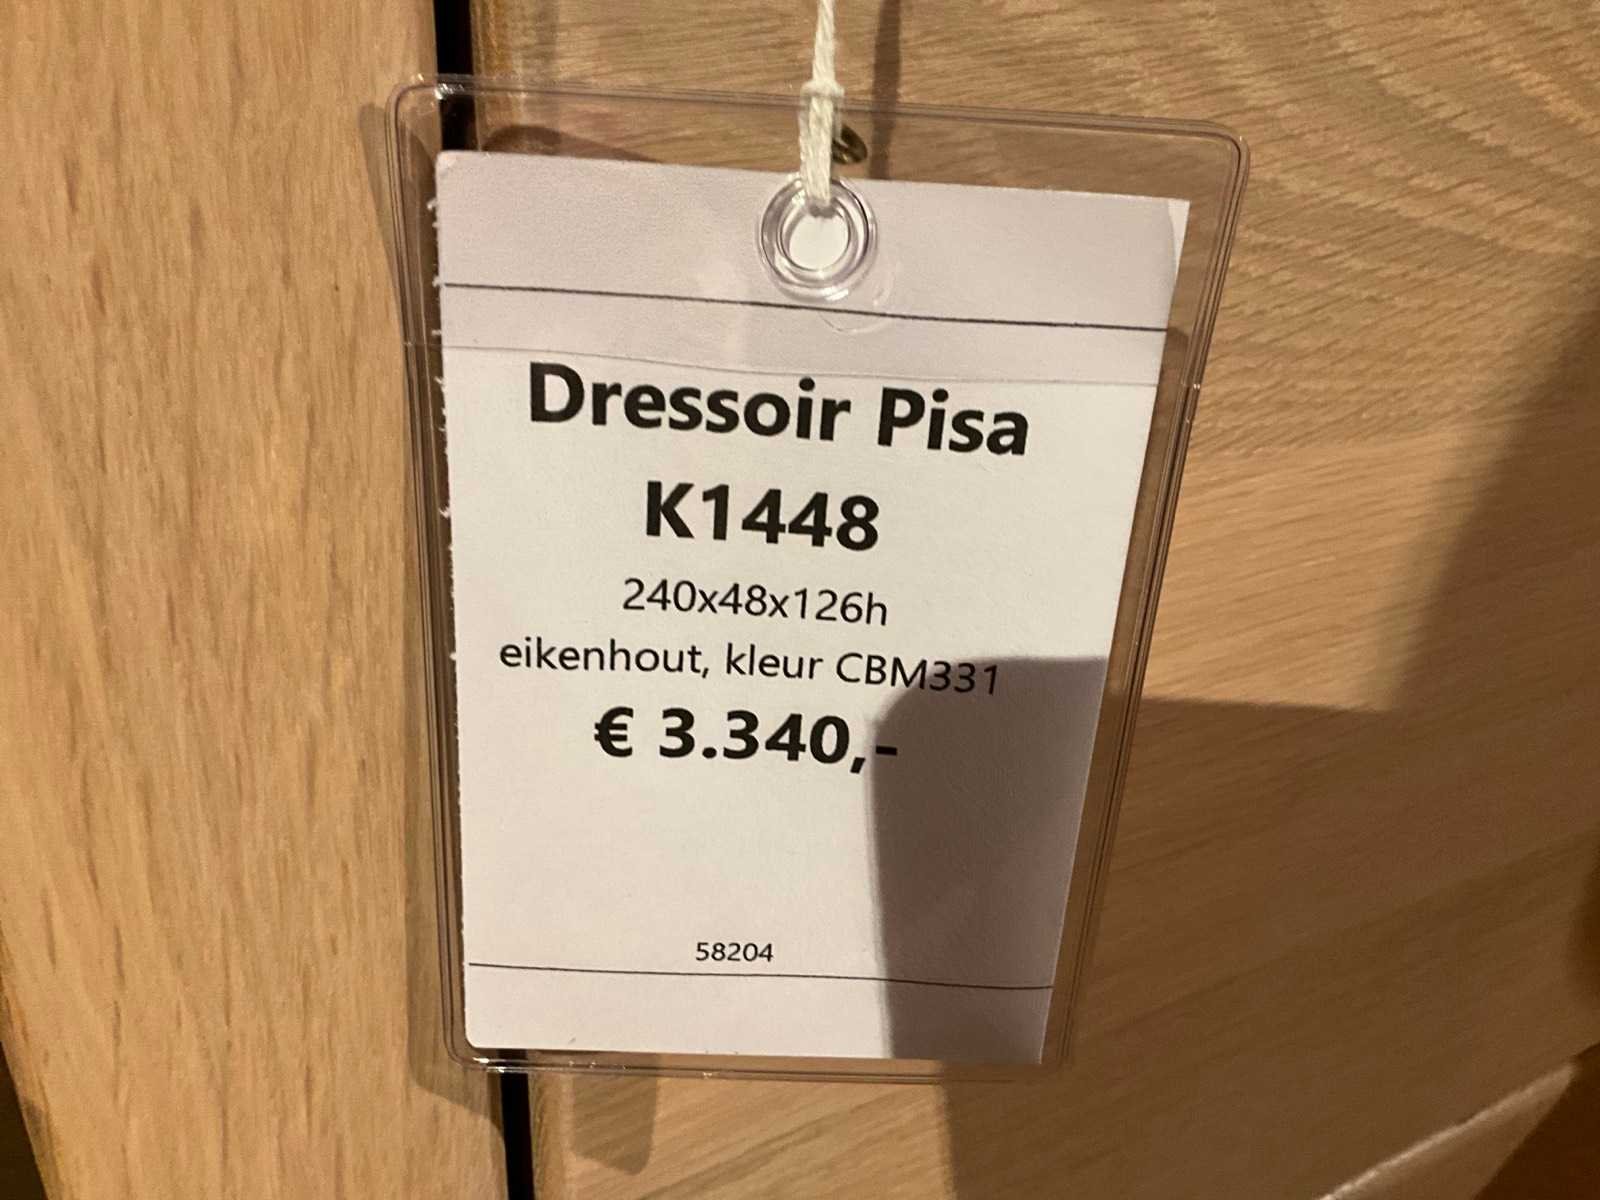 Dressoir Pisa
K1448
240x48x126h
eikenhout, kleur CBM331
€ 3.340,-
58204